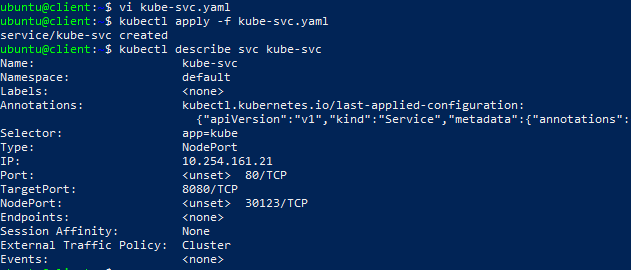 ubuntu@client: $ vi kube-svc.yaml
ubuntu@client: $ kubectl apply -f kube-svc.yaml
service/kube-svc created
ubuntu@client: $ kubectl describe svc kube-svc
Name: kube-svc
Namespace: default
Labels: <none>
Annotations: kubectl.kubernetes.io/last-applied-configuration:
{"apiVersion":"v1","kind":"Service","metadata":{"annotations":
Selector: app=kube
Type: NodePort
IP: 10.254.161.21
Port: <unset> 80/TCP
TargetPort: 8080/TCP
NodePort: <unset> 30123/TCP
Endpoints: <none>
Session Affinity: None
External Traffic Policy: Cluster
Events: <none>